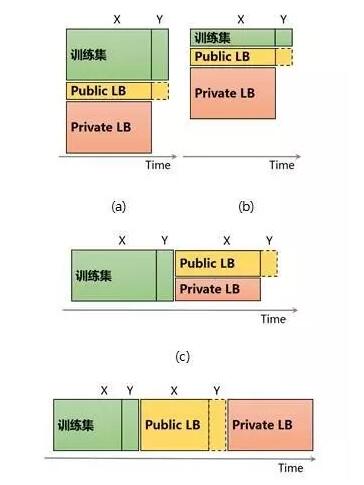 X Y X Y
训练集 训练集
Public LB Public LB
Private LB Private LB
Time Time
(a) (b)
X Y X Y
训练集 Public LB
Private LB
Time
(c)
X Y X Y
训练集 Public LB Private LB
Time